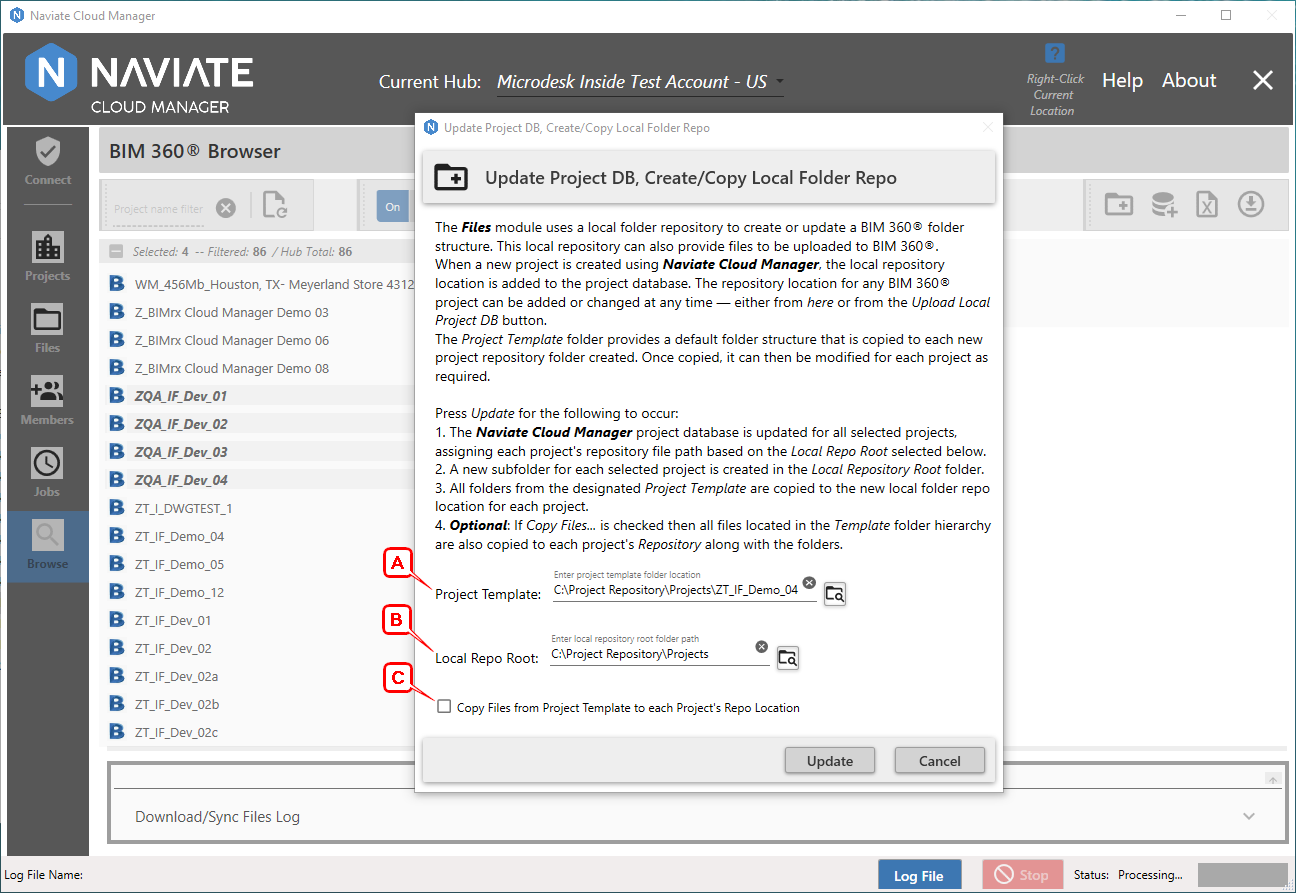 Naviate Cloud Manager
NAVIATE
CLOUD MANAGER
Current Hub: Microdesk Inside Test Account - US
?
Right-Click
Current
Location
Help
About
Connect
Projects
Files
Members
Jobs
Browse
BIM 360® Browser
Project name filter
On
Selected: 4 -- Filtered: 86 / Hub Total: 86
B WM_456Mb_Houston, TX- Meyerland Store 4312
B Z_BIMrx Cloud Manager Demo 03
B Z_BIMrx Cloud Manager Demo 06
B Z_BIMrx Cloud Manager Demo 08
B ZQA_IF_Dev_01
B ZQA_IF_Dev_02
B ZQA_IF_Dev_03
B ZQA_IF_Dev_04
B ZT_I_DWGTEST_1
B ZT_IF_Demo_04
B ZT_IF_Demo_05
B ZT_IF_Demo_12
B ZT_IF_Dev_01
B ZT_IF_Dev_02
B ZT_IF_Dev_02a
B ZT_IF_Dev_02b
B ZT_IF_Dev_02c
Update Project DB, Create/Copy Local Folder Repo
Update Project DB, Create/Copy Local Folder Repo
The Files module uses a local folder repository to create or update a BIM 360® folder
structure. This local repository can also provide files to be uploaded to BIM 360®.
When a new project is created using Naviate Cloud Manager, the local repository
location is added to the project database. The repository location for any BIM 360®
project can be added or changed at any time — either from here or from the Upload Local
Project DB button.
The Project Template folder provides a default folder structure that is copied to each new
project repository folder created. Once copied, it can then be modified for each project as
required.
Press Update for the following to occur:
1. The Naviate Cloud Manager project database is updated for all selected projects,
assigning each project's repository file path based on the Local Repo Root selected below.
2. A new subfolder for each selected project is created in the Local Repository Root folder.
3. All folders from the designated Project Template are copied to the new local folder repo
location for each project.
4. Optional: If Copy Files... is checked then all files located in the Template folder hierarchy
are also copied to each project's Repository along with the folders.
A
Enter project template folder location
Project Template: C:\Project Repository\Projects\ZT_IF_Demo_04
B
Enter local repository root folder path
Local Repo Root: C:\Project Repository\Projects
C
Copy Files from Project Template to each Project's Repo Location
Update
Cancel
Download/Sync Files Log
Log File Name:
Log File
Stop
Status: Processing...